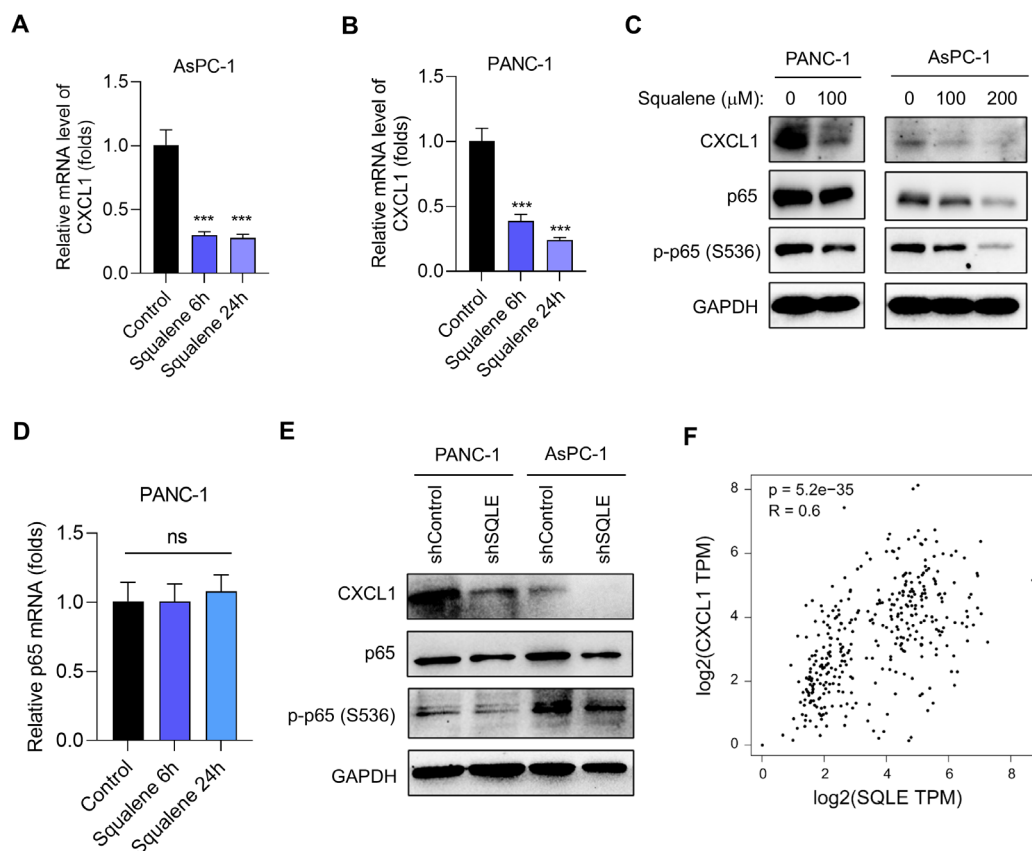 A
AsPC-1
Relative mRNA level of
CXCL1 (folds)
1.5
1.0
0.5
0.0
***
***
Control
Squalene 6h
Squalene 24h
B
PANC-1
Relative mRNA level of
CXCL1 (folds)
1.5
1.0
0.5
0.0
***
***
Control
Squalene 6h
Squalene 24h
C
PANC-1 AsPC-1
Squalene (μM): 0 100 0 100 200
CXCL1
p65
p-p65 (S536)
GAPDH
D
PANC-1
Relative p65 mRNA (folds)
1.5
1.0
0.5
0.0
ns
Control
Squalene 6h
Squalene 24h
E
PANC-1 AsPC-1
shControl shSQLE shControl shSQLE
CXCL1
p65
p-p65 (S536)
GAPDH
F
p = 5.2e−35
R = 0.6
log2(CXCL1 TPM)
8
6
4
2
0
0 2 4 6 8
log2(SQLE TPM)